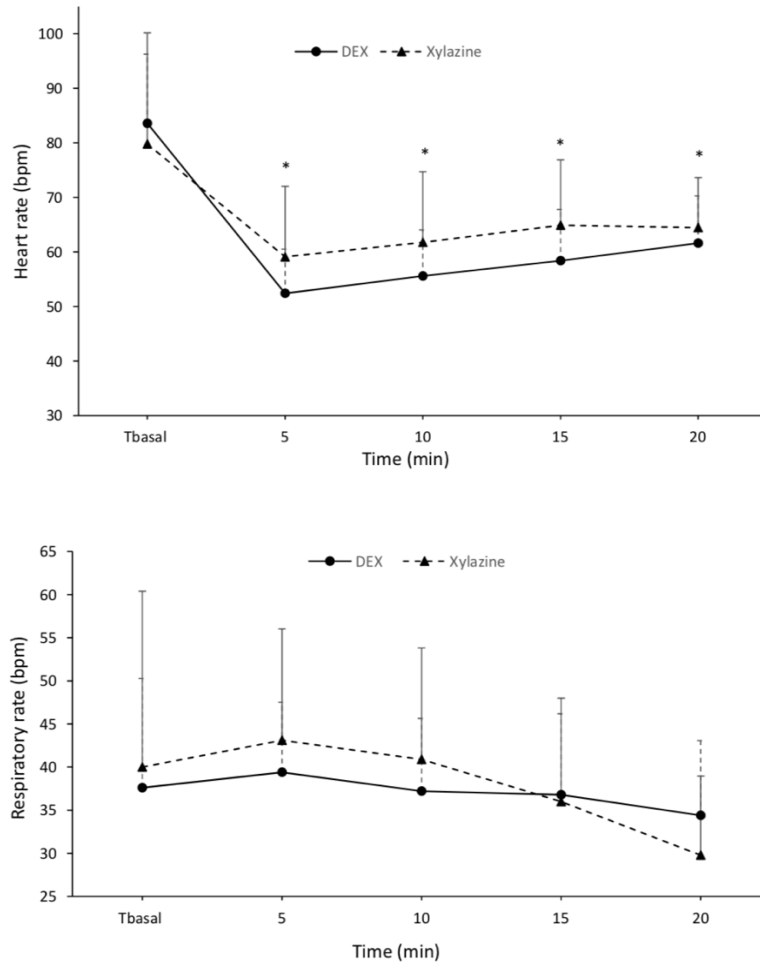 100
DEX Xylazine
90
80
* * * *
70
60
50
40
30
Heart rate (bpm)
Tbasal 5 10 15 20
Time (min)
65
DEX Xylazine
60
55
50
45
40
35
30
25
Respiratory rate (bpm)
Tbasal 5 10 15 20
Time (min)